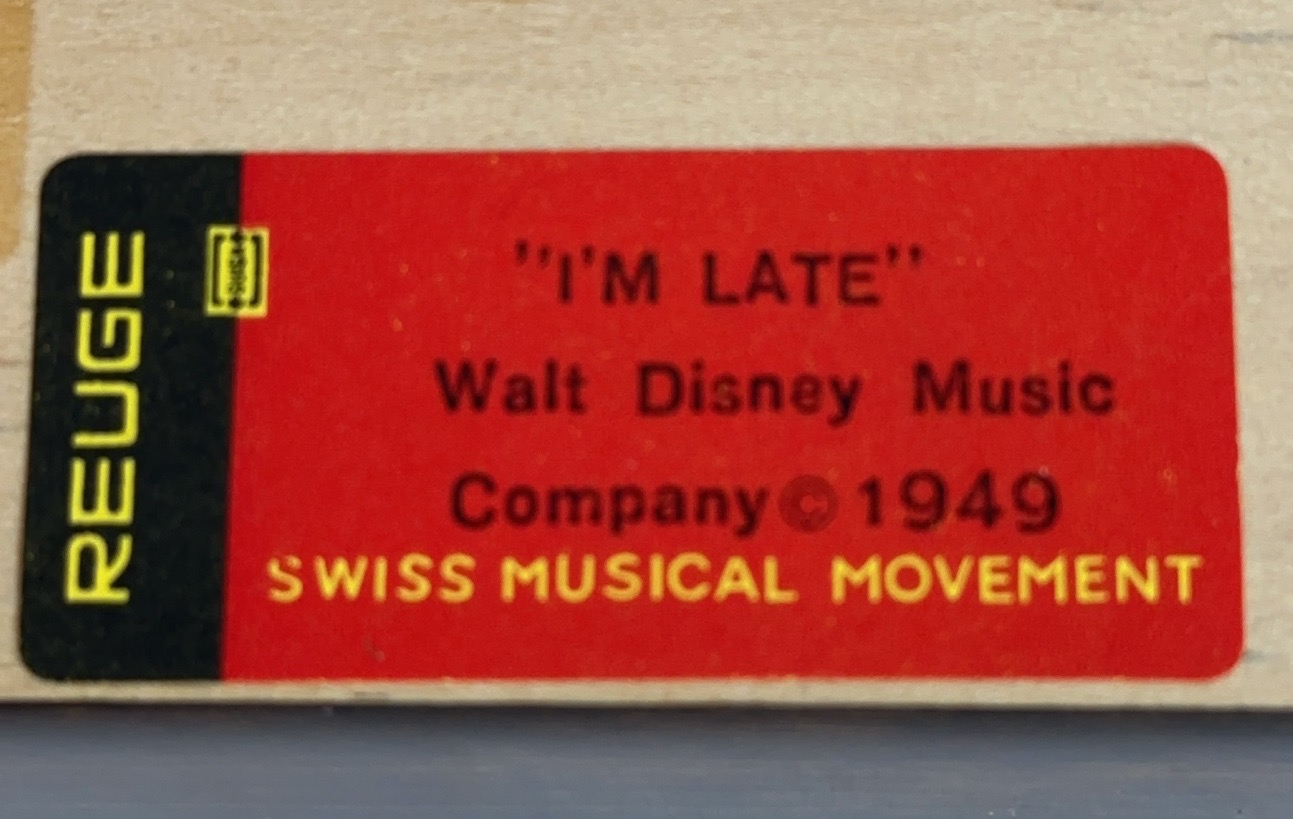 REUGE
"I'M LATE"
Walt Disney Music
Company © 1949
SWISS MUSICAL MOVEMENT